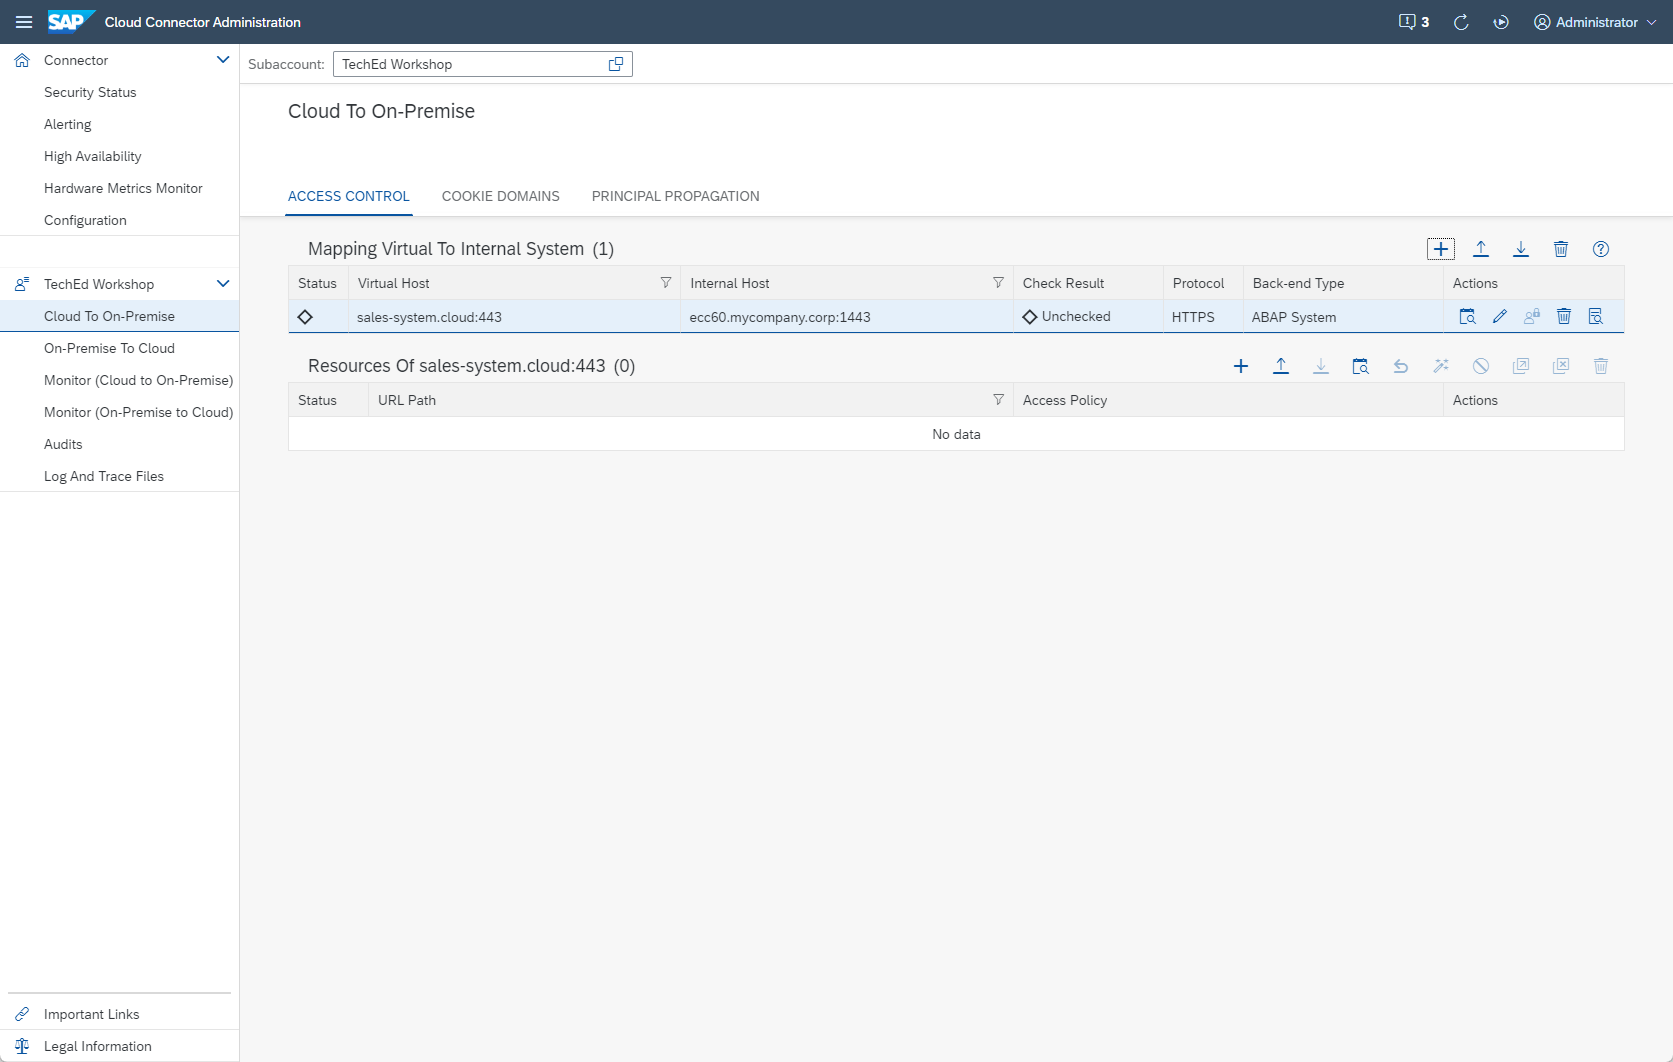 SAP Cloud Connector Administration
3
Administrator
Connector
Security Status
Alerting
High Availability
Hardware Metrics Monitor
Configuration
TechEd Workshop
Cloud To On-Premise
On-Premise To Cloud
Monitor (Cloud to On-Premise)
Monitor (On-Premise to Cloud)
Audits
Log And Trace Files
Important Links
Legal Information
Subaccount: TechEd Workshop
Cloud To On-Premise
ACCESS CONTROL COOKIE DOMAINS PRINCIPAL PROPAGATION
Mapping Virtual To Internal System (1)
Status Virtual Host Internal Host Check Result Protocol Back-end Type Actions
sales-system.cloud:443 ecc60.mycompany.corp:1443 Unchecked HTTPS ABAP System
Resources Of sales-system.cloud:443 (0)
Status URL Path Access Policy Actions
No data